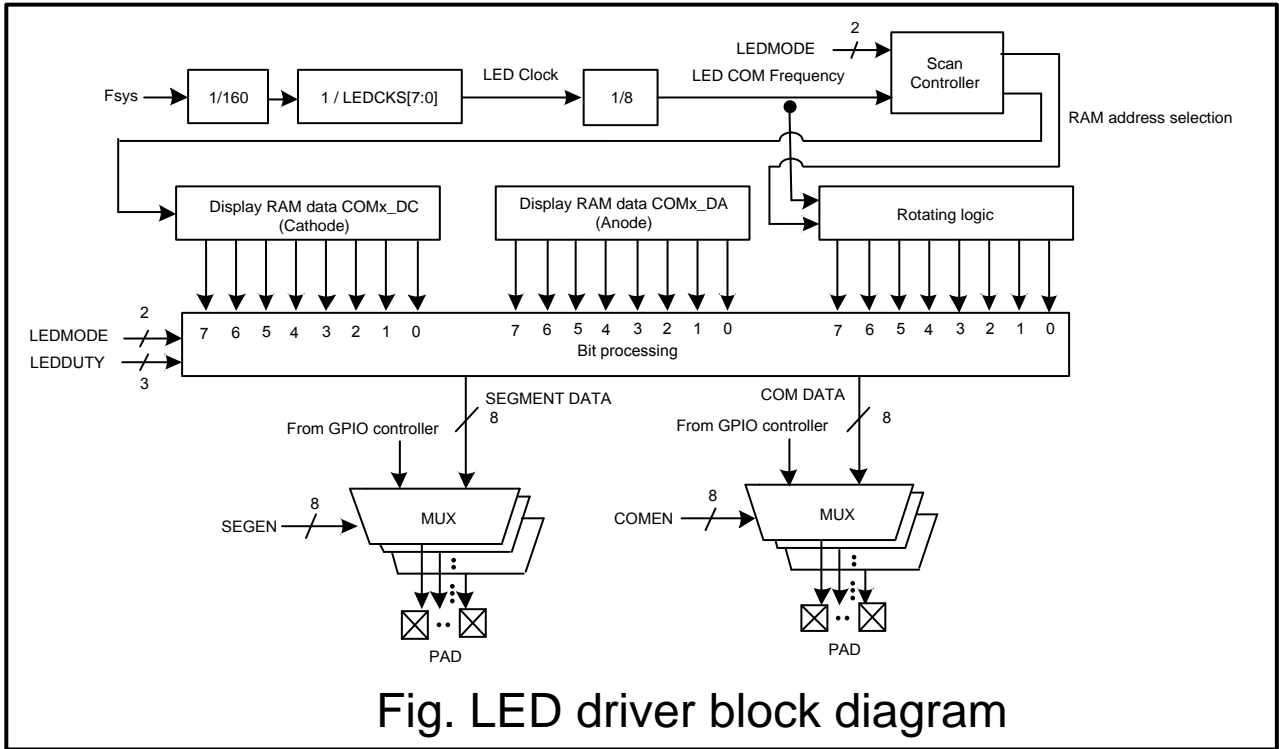 2
LEDMODE
LED Clock
LED COM Frequency
Scan
Controller
Fsys
1/160
1 / LEDCKS[7:0]
1/8
RAM address selection
Display RAM data COMx_DC
(Cathode)
Display RAM data COMx_DA
(Anode)
Rotating logic
2
LEDMODE
LEDDUTY
3
7 6 5 4 3 2 1 0
7 6 5 4 3 2 1 0
7 6 5 4 3 2 1 0
Bit processing
SEGMENT DATA
8
From GPIO controller
COM DATA
8
From GPIO controller
8
SEGEN
MUX
8
COMEN
MUX
PAD
PAD
Fig. LED driver block diagram